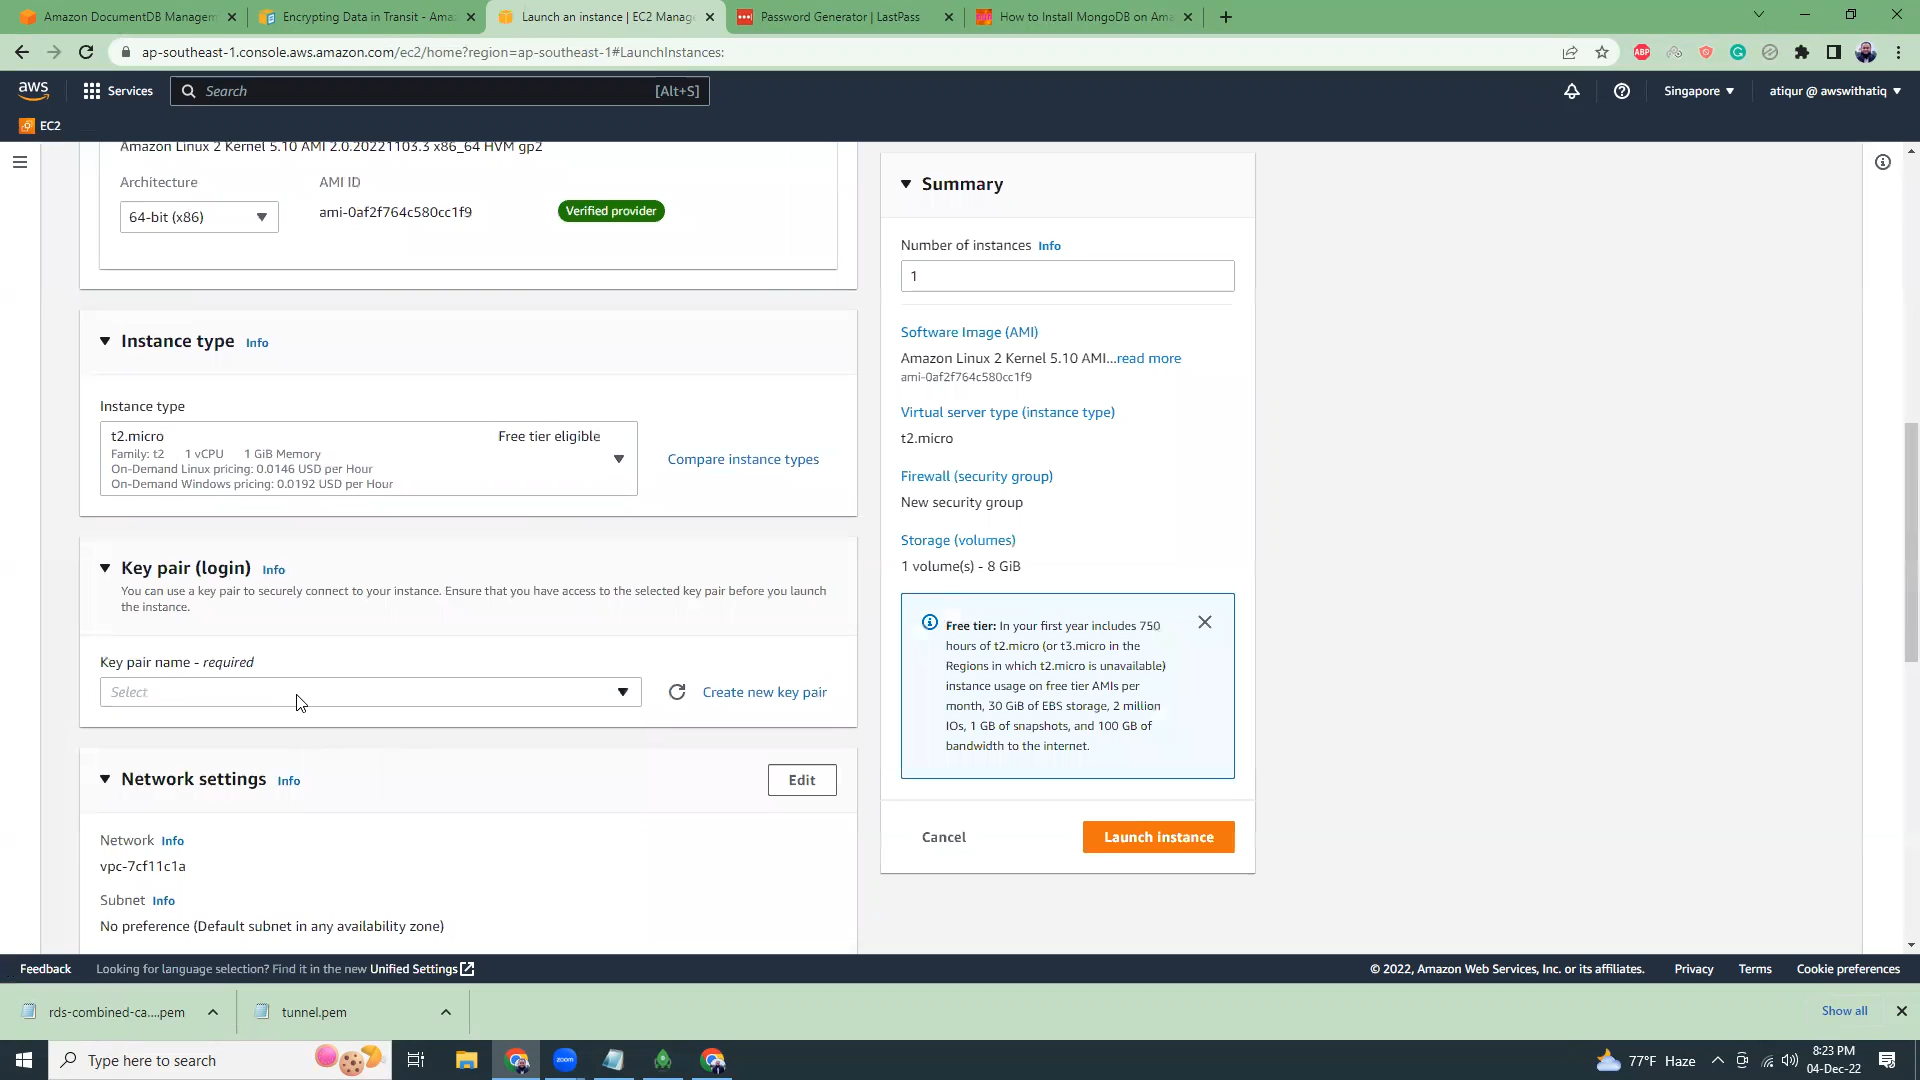 Amazon DocumentDB Managem
Encrypting Data in Transit - Amaz
Launch an instance | EC2 Manag
Password Generator | LastPass
How to Install MongoDB on Ama
ap-southeast-1.console.aws.amazon.com/ec2/home?region=ap-southeast-1#LaunchInstances:
ABP
aws
Services
Search
[Alt+S]
Singapore
atiqur @ awswithatiq
EC2
Amazon Linux 2 Kernel 5.10 AMI 2.0.20221103.3 x86_64 HVM gp2
Architecture
AMI ID
64-bit (x86)
ami-0af2f764c580cc1f9
Verified provider
Instance type Info
Instance type
t2.micro
Free tier eligible
Family: t2 1 vCPU 1 GiB Memory
On-Demand Linux pricing: 0.0146 USD per Hour
On-Demand Windows pricing: 0.0192 USD per Hour
Compare instance types
Key pair (login) Info
You can use a key pair to securely connect to your instance. Ensure that you have access to the selected key pair before you launch
the instance.
Key pair name - required
Select
Create new key pair
Network settings Info
Edit
Network Info
vpc-7cf11c1a
Subnet Info
No preference (Default subnet in any availability zone)
Summary
Number of instances Info
1
Software Image (AMI)
Amazon Linux 2 Kernel 5.10 AMI...read more
ami-0af2f764c580cc1f9
Virtual server type (instance type)
t2.micro
Firewall (security group)
New security group
Storage (volumes)
1 volume(s) - 8 GiB
Free tier: In your first year includes 750
hours of t2.micro (or t3.micro in the
Regions in which t2.micro is unavailable)
instance usage on free tier AMIs per
month, 30 GiB of EBS storage, 2 million
IOs, 1 GB of snapshots, and 100 GB of
bandwidth to the internet.
Cancel
Launch instance
Feedback
Looking for language selection? Find it in the new Unified Settings
© 2022, Amazon Web Services, Inc. or its affiliates.
Privacy
Terms
Cookie preferences
rds-combined-ca....pem
tunnel.pem
Show all
Type here to search
zoom
77°F Haze
8:23 PM
04-Dec-22